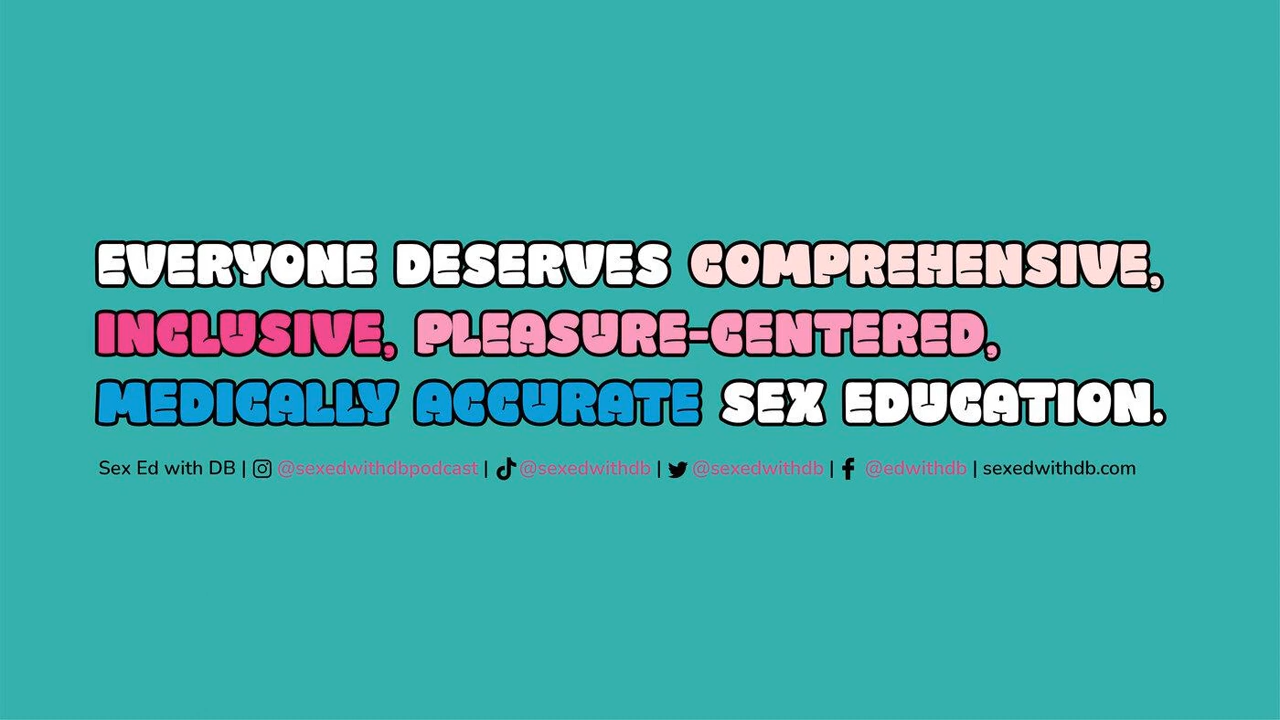 EVERYONE DESERVES COMPREHENSIVE,
INCLUSIVE, PLEASURE-CENTERED,
MEDICALLY ACCURATE SEX EDUCATION.
Sex Ed with DB | @sexedwithdbpodcast | @sexedwithdb | @sexedwithdb | @edwithdb | sexedwithdb.com